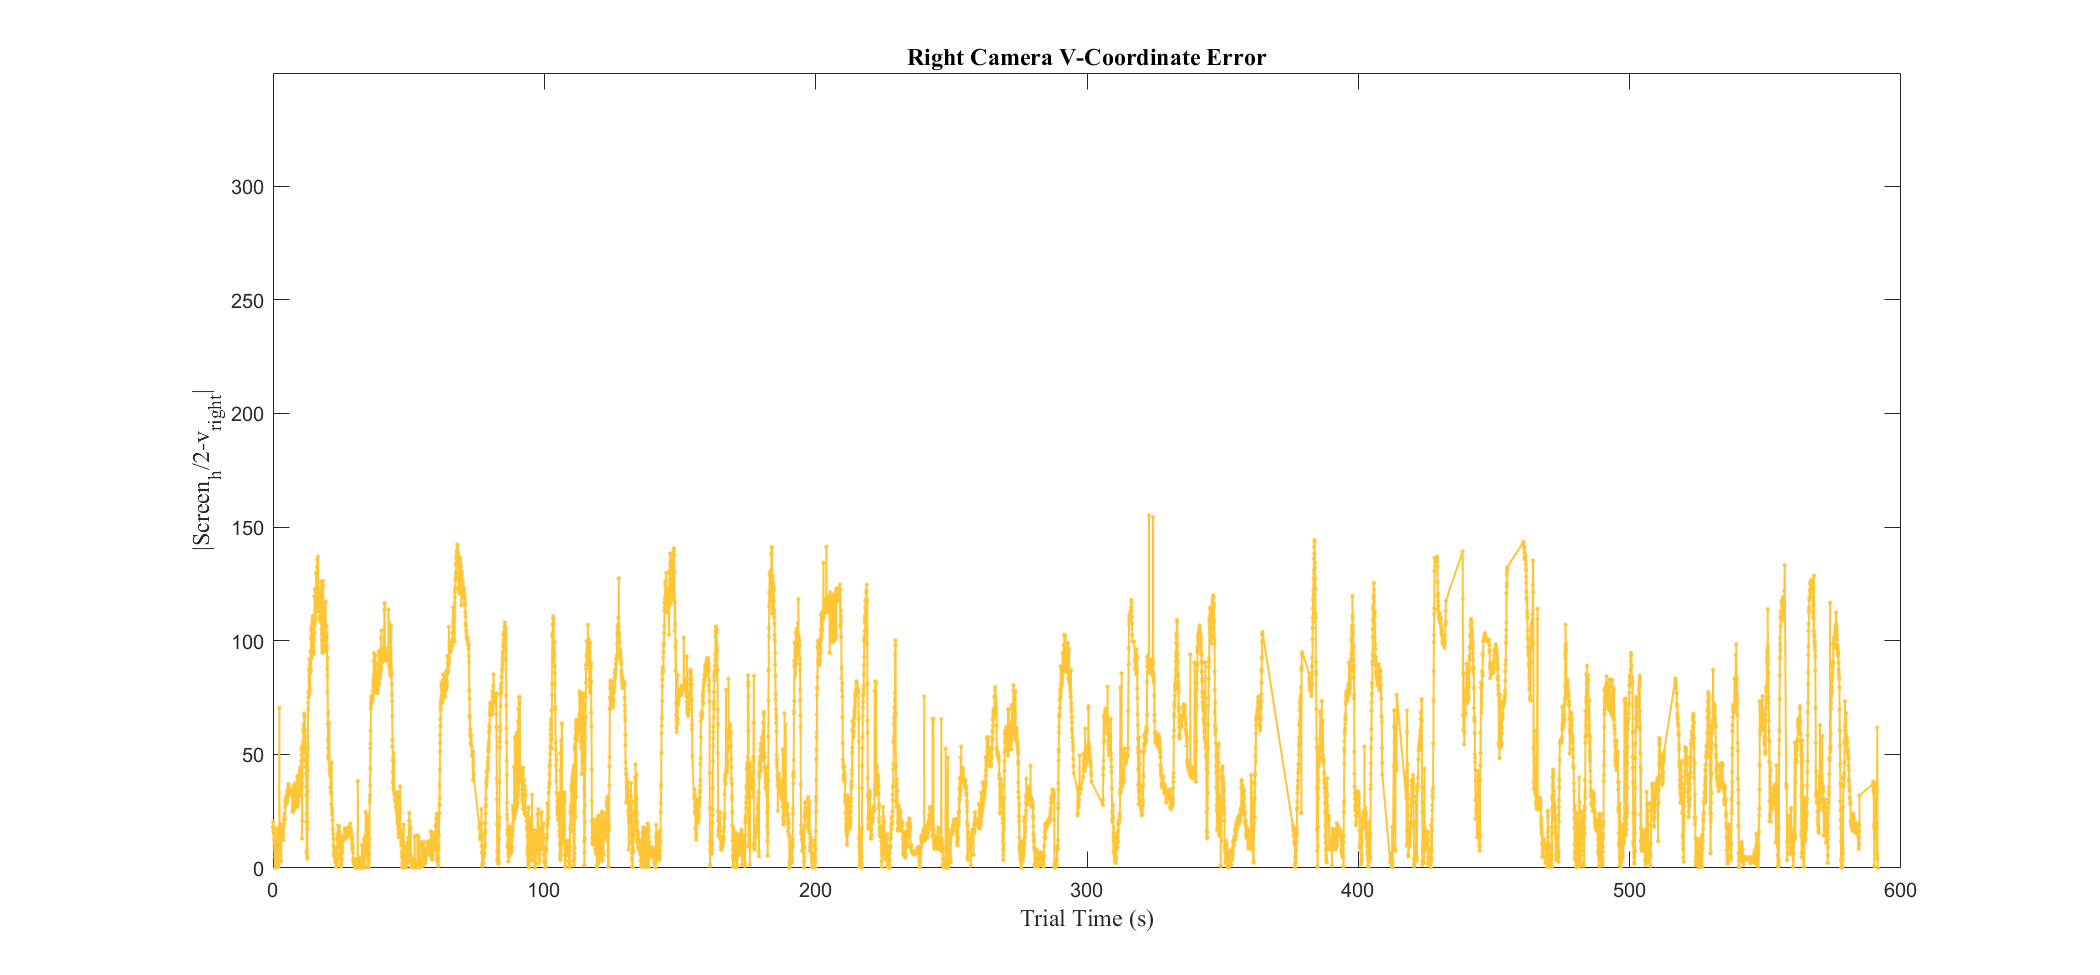 Right Camera V-Coordinate Error
|Screen_h/2-v_right|
300
250
200
150
100
50
0
0 100 200 300 400 500 600
Trial Time (s)